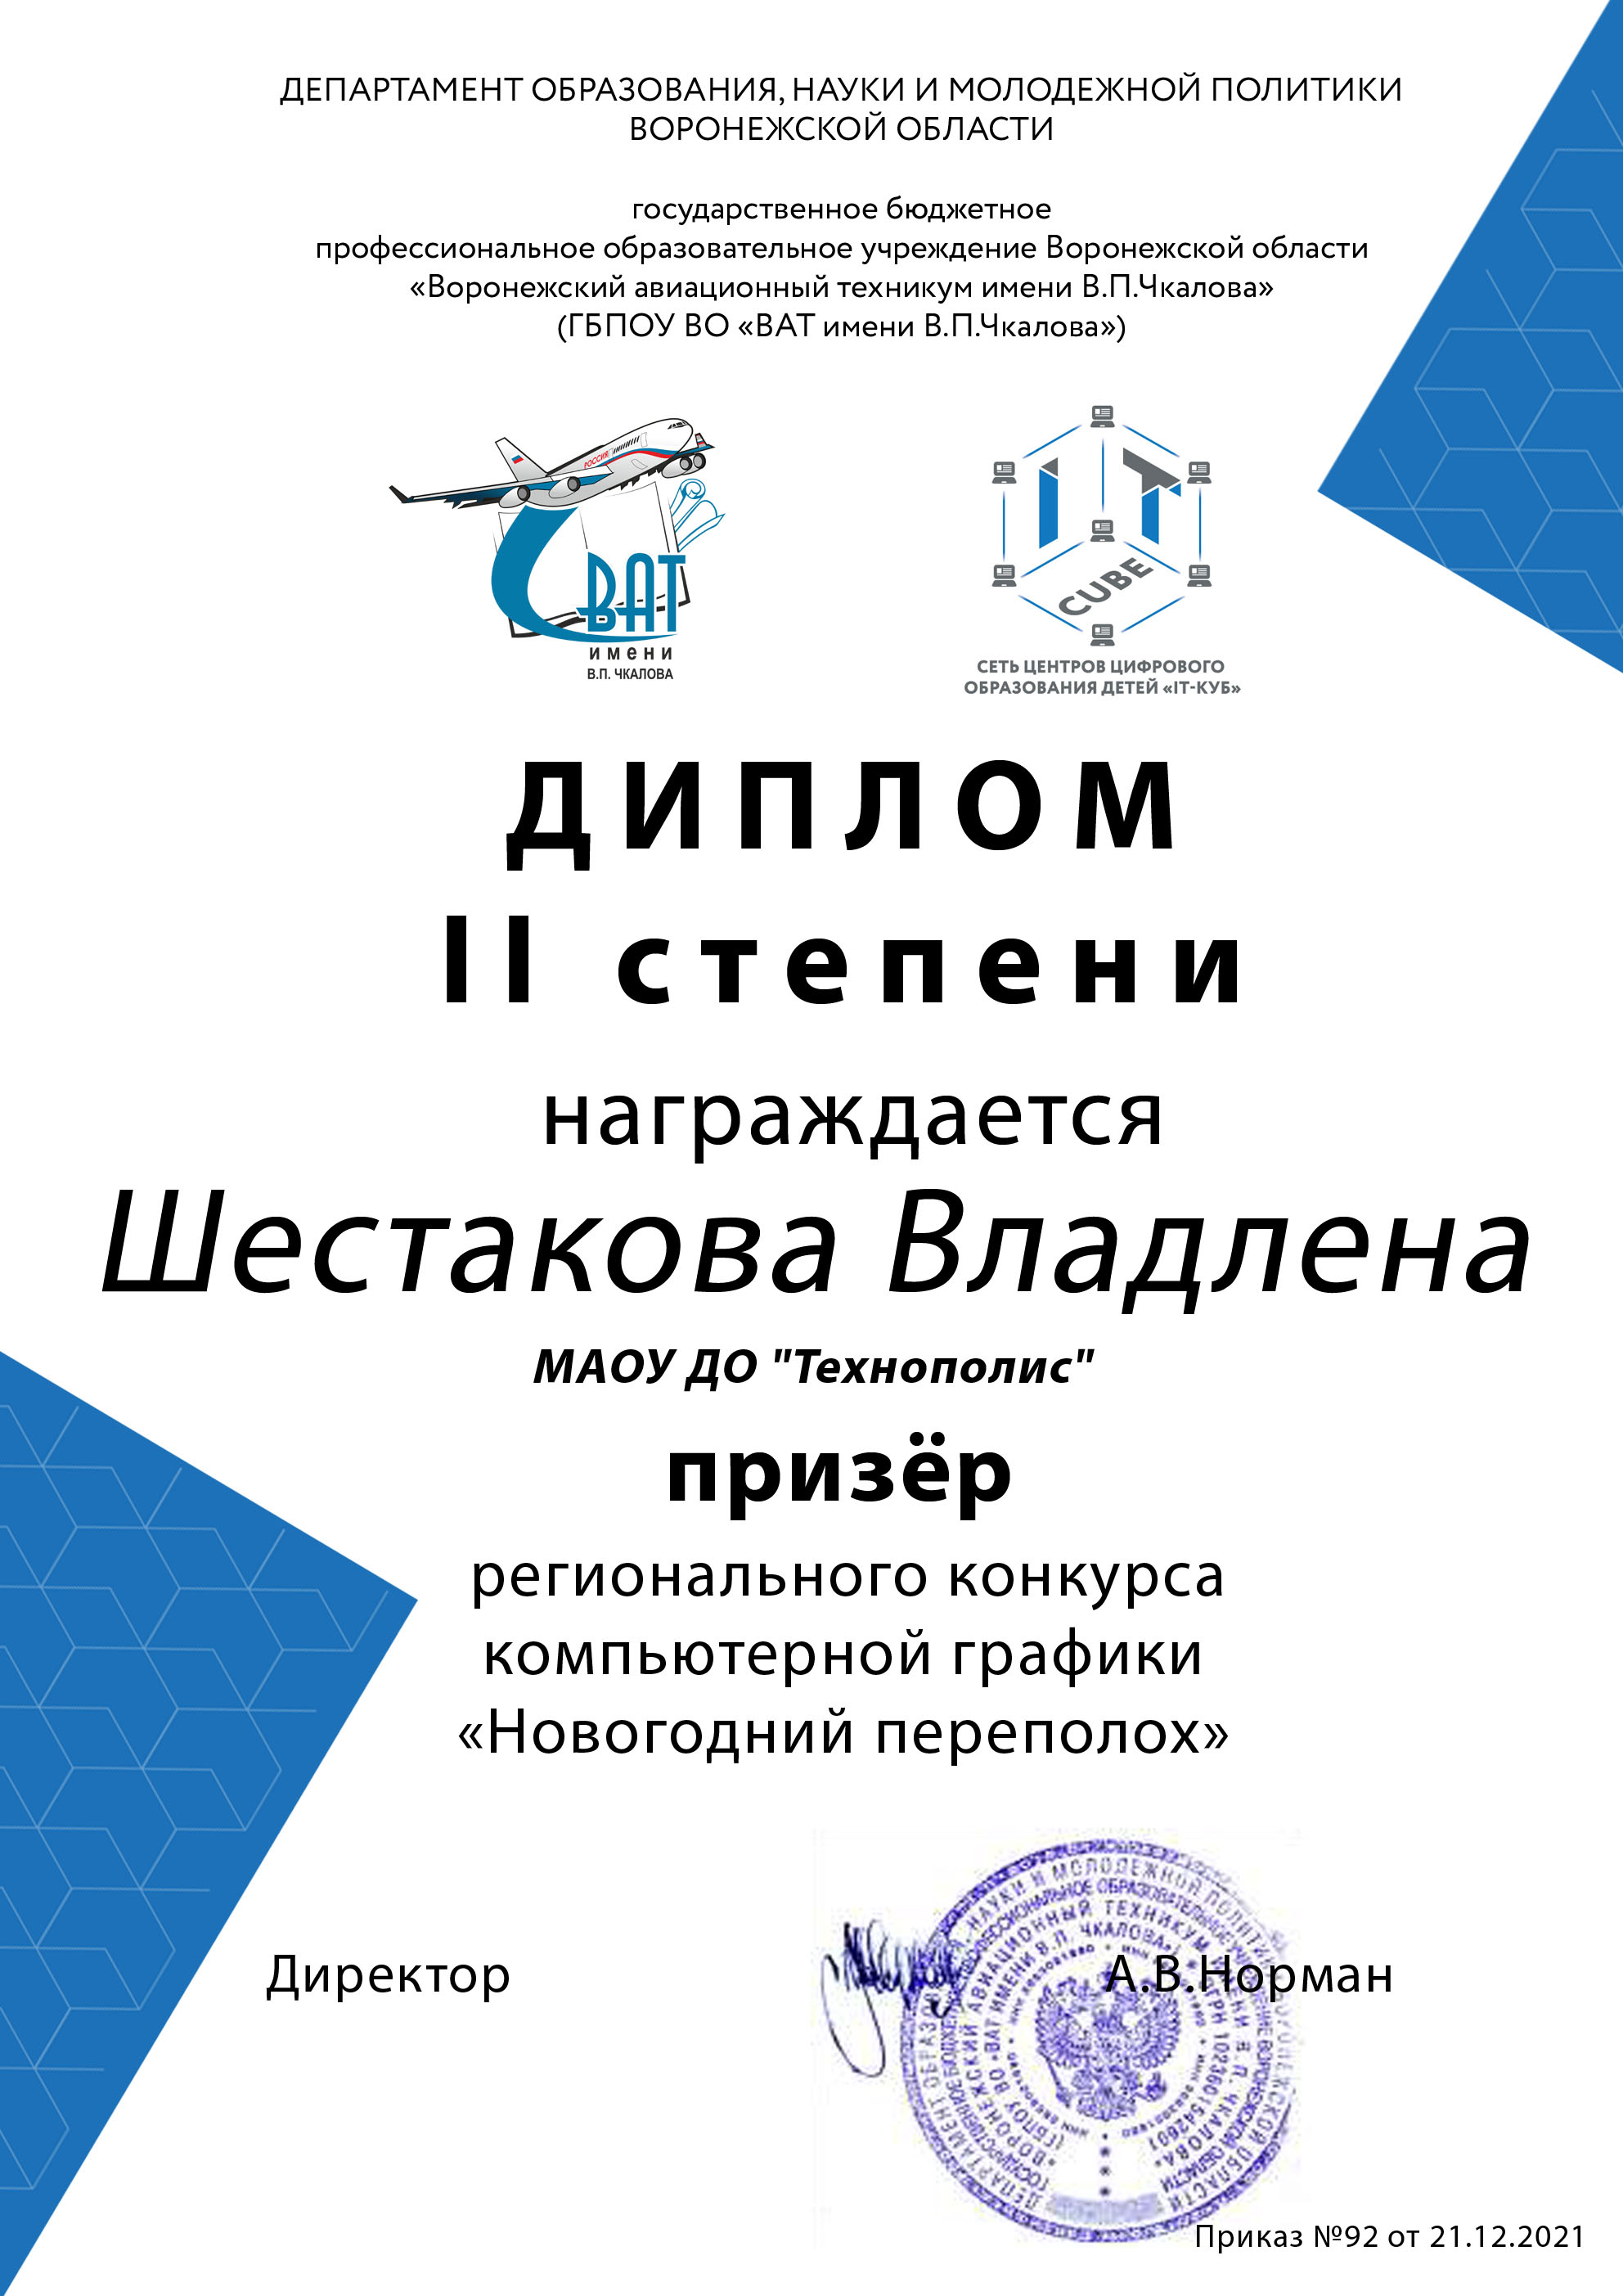 ДЕПАРТАМЕНТ ОБРАЗОВАНИЯ, НАУКИ И МОЛОДЕЖНОЙ ПОЛИТИКИ
ВОРОНЕЖСКОЙ ОБЛАСТИ
государственное бюджетное
профессиональное образовательное учреждение Воронежской области
«Воронежский авиационный техникум имени В.П.Чкалова»
(ГБПОУ ВО «ВАТ имени В.П.Чкалова»)
РОССИЯ
ВАТ
имени
В.П. ЧКАЛОВА
IT
CUBE
СЕТЬ ЦЕНТРОВ ЦИФРОВОГО
ОБРАЗОВАНИЯ ДЕТЕЙ «IT-КУБ»
ДИПЛОМ
II степени
награждается
Шестакова Владлена
МАОУ ДО "Технополис"
призёр
регионального конкурса
компьютерной графики
«Новогодний переполох»
Директор
А.В.Норман
Приказ №92 от 21.12.2021